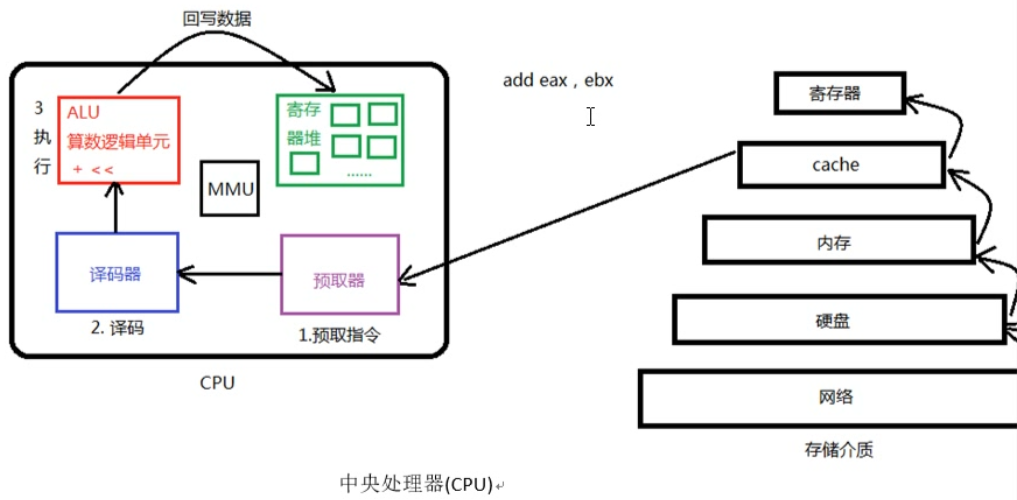 回写数据
3
执
行
ALU
算数逻辑单元
+ <<
寄存
器堆
......
MMU
译码器
2. 译码
预取器
1.预取指令
CPU
add eax , ebx
寄存器
cache
内存
硬盘
网络
存储介质
中央处理器(CPU)